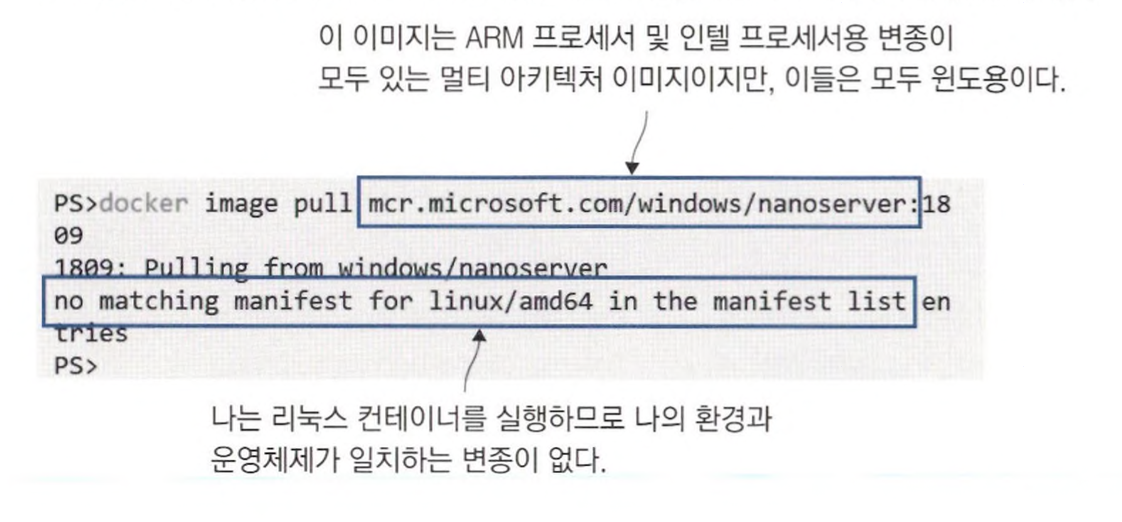 이 이미지는 ARM 프로세서 및 인텔 프로세서용 변종이
모두 있는 멀티 아키텍처 이미지이지만, 이들은 모두 윈도용이다.
PS>docker image pull mcr.microsoft.com/windows/nanoserver:18
09
1809: Pulling from windows/nanoserver
no matching manifest for linux/amd64 in the manifest list en
tries
PS>
나는 리눅스 컨테이너를 실행하므로 나의 환경과
운영체제가 일치하는 변종이 없다.